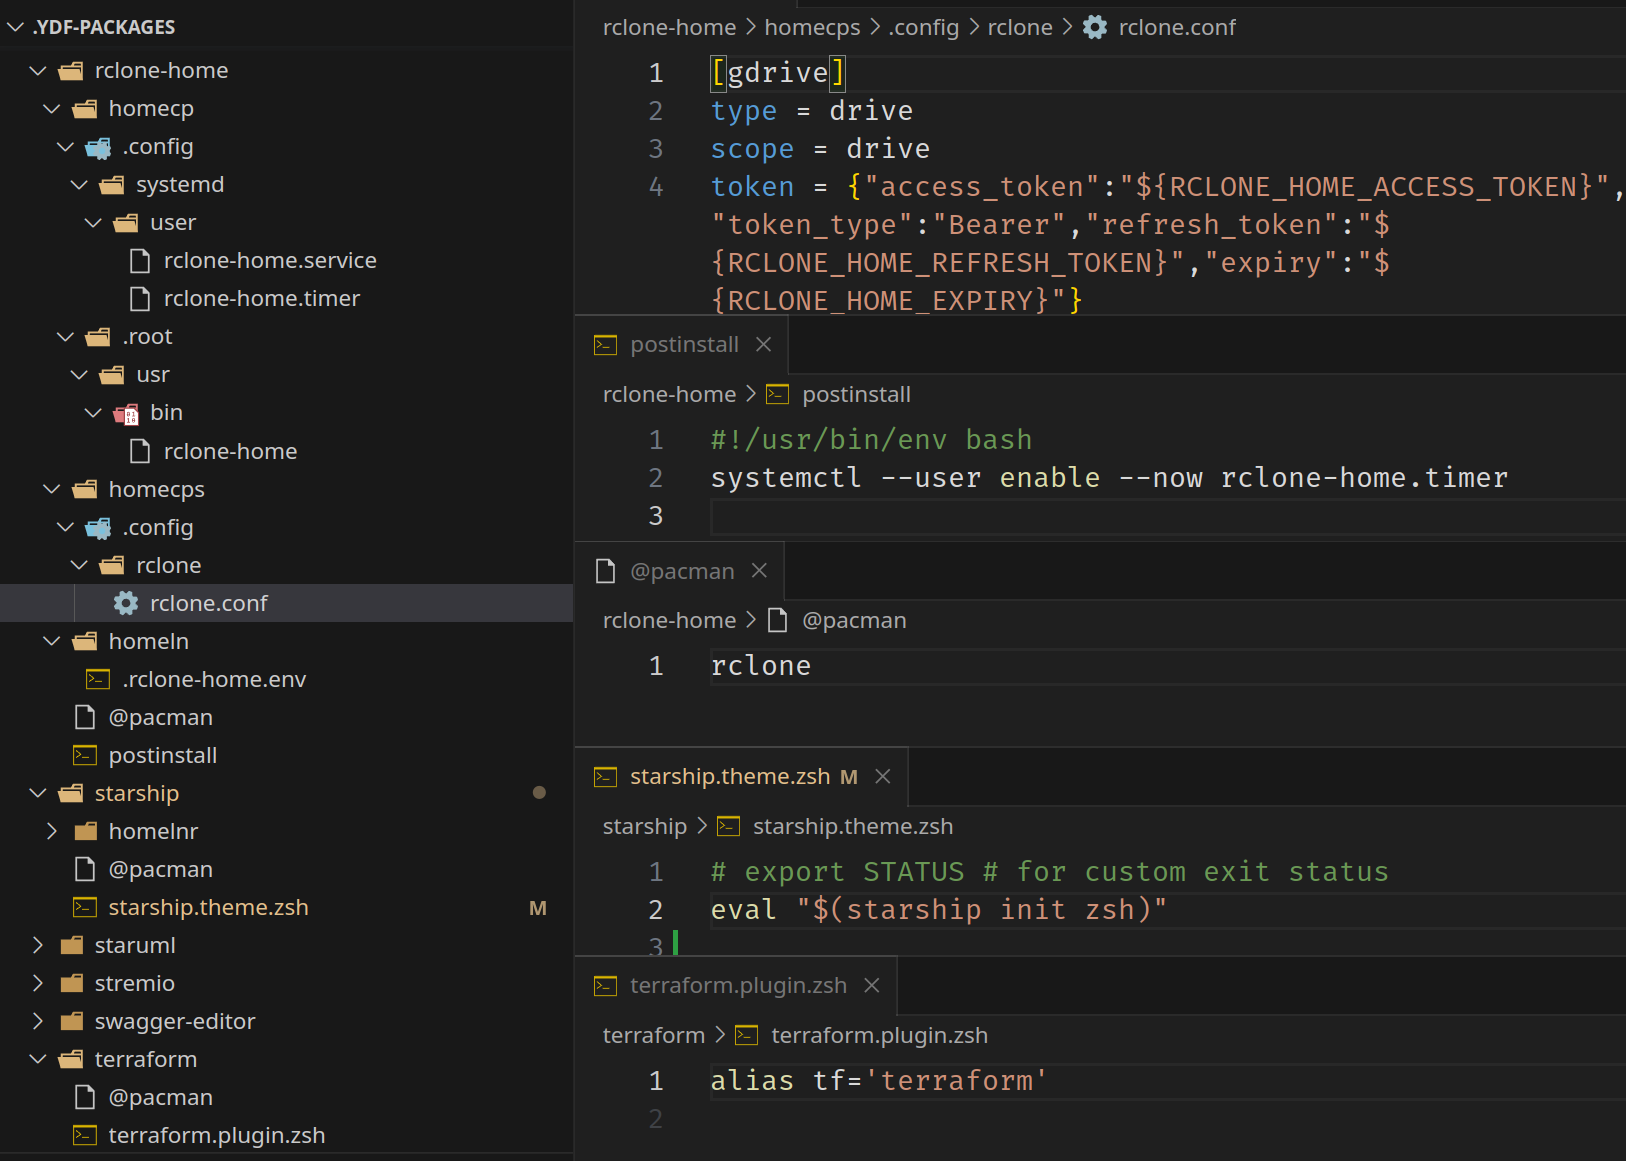 .YDF-PACKAGES
rclone-home
homecp
.config
systemd
user
rclone-home.service
rclone-home.timer
.root
usr
bin
rclone-home
homecps
.config
rclone
rclone.conf
homeln
.rclone-home.env
@pacman
postinstall
starship
homelnr
@pacman
starship.theme.zsh M
staruml
stremio
swagger-editor
terraform
@pacman
terraform.plugin.zsh
rclone-home > homecps > .config > rclone > rclone.conf
1 [gdrive]
2 type = drive
3 scope = drive
4 token = {"access_token":"${RCLONE_HOME_ACCESS_TOKEN}",
"token_type":"Bearer","refresh_token":"$
{RCLONE_HOME_REFRESH_TOKEN}","expiry":"$
{RCLONE_HOME_EXPIRY}"}
postinstall
rclone-home > postinstall
1 #!/usr/bin/env bash
2 systemctl --user enable --now rclone-home.timer
3
@pacman
rclone-home > @pacman
1 rclone
starship.theme.zsh M
starship > starship.theme.zsh
1 # export STATUS # for custom exit status
2 eval "$(starship init zsh)"
3
terraform.plugin.zsh
terraform > terraform.plugin.zsh
1 alias tf='terraform'
2